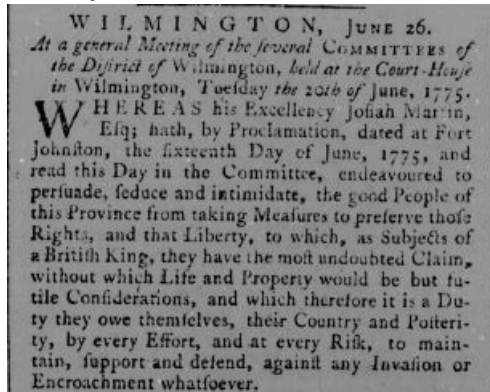 WILMINGTON, JUNE 26.
At a general Meeting of the ſeveral COMMITTEES of
the Diſtrict of Wilmington, held at the Court-Houſe
in Wilmington, Tueſday the 20th of June, 1775.
WHEREAS his Excellency Joſiah Martin,
Eſq; hath, by Proclamation, dated at Fort
Johnſton, the ſixteenth Day of June, 1775, and
read this Day in the Committee, endeavoured to
perſuade, ſeduce and intimidate, the good People of
this Province from taking Meaſures to preſerve thoſe
Rights, and that Liberty, to which, as Subjects of
a Britiſh King, they have the moſt undoubted Claim,
without which Life and Property would be but fu-
tile Conſiderations, and which therefore it is a Du-
ty they owe themſelves, their Country and Poſteri-
ty, by every Effort, and at every Riſk, to main-
tain, ſupport and defend, againſt any Invaſion or
Encroachment whatſoever.